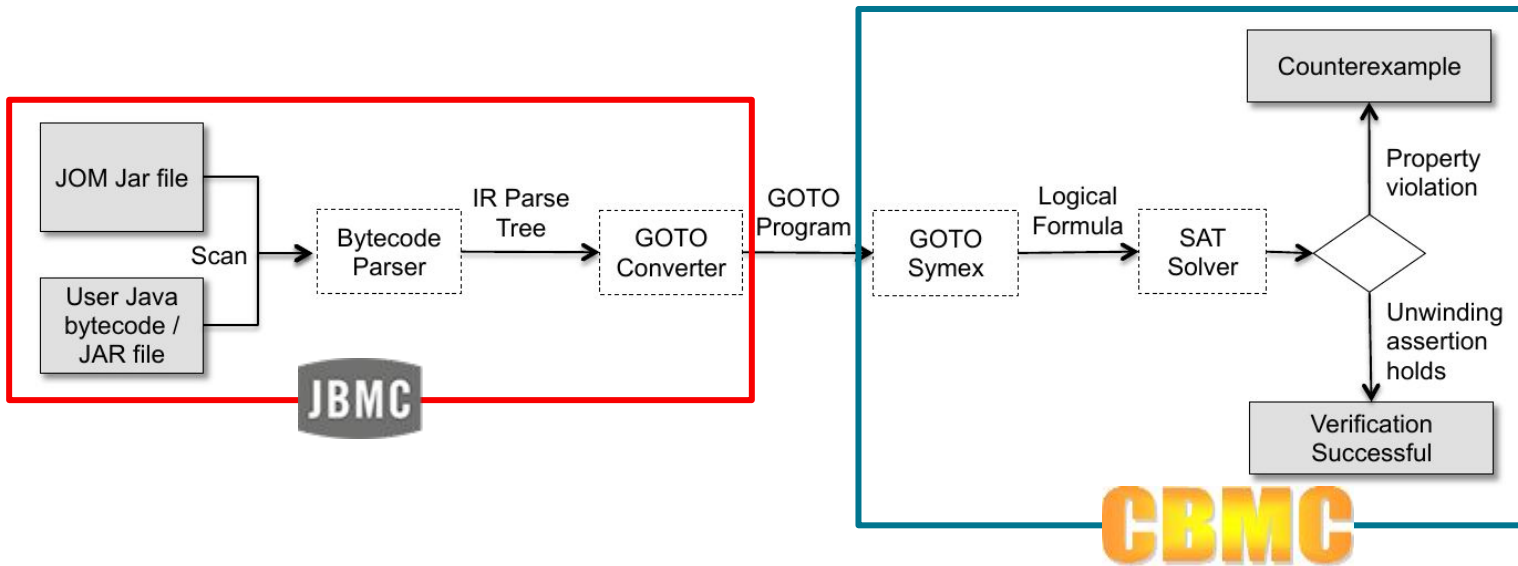 JOM Jar file
User Java
bytecode /
JAR file
Scan
Bytecode
Parser
IR Parse
Tree
GOTO
Converter
JBMC
GOTO
Program
GOTO
Symex
Logical
Formula
SAT
Solver
Counterexample
Property
violation
Unwinding
assertion
holds
Verification
Successful
CBMC